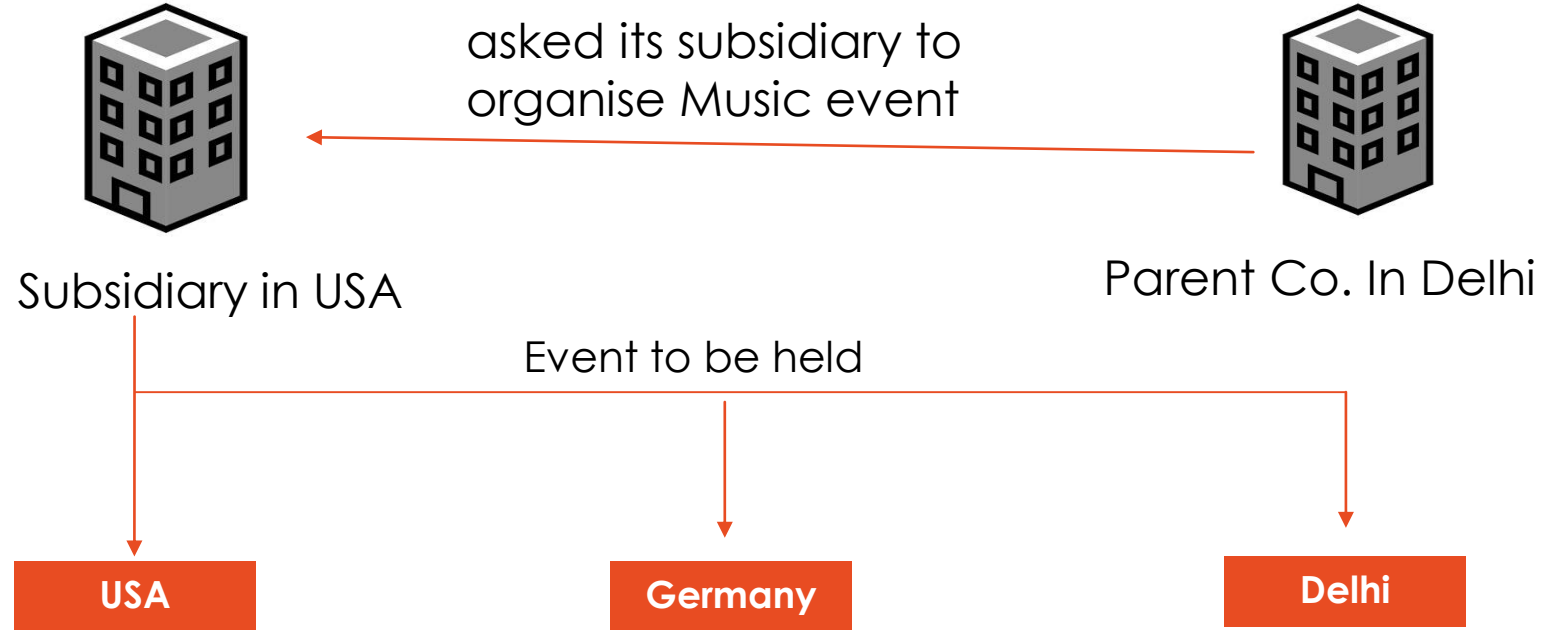 asked its subsidiary to
organise Music event
Subsidiary in USA
Parent Co. In Delhi
Event to be held
USA
Germany
Delhi